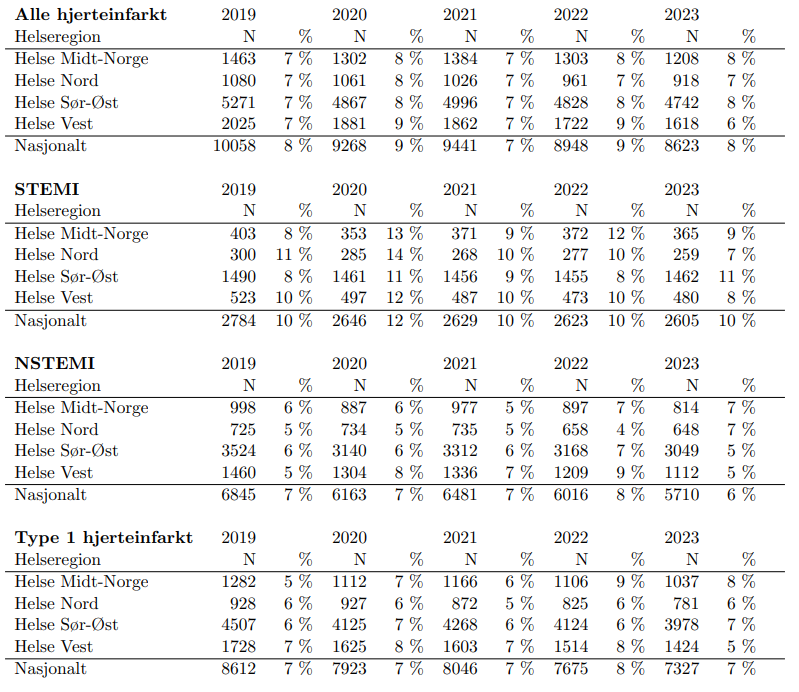 Alle hjerteinfarkt 2019 2020 2021 2022 2023
Helseregion N % N % N % N % N %
Helse Midt-Norge 1463 7 % 1302 8 % 1384 7 % 1303 8 % 1208 8 %
Helse Nord 1080 7 % 1061 8 % 1026 7 % 961 7 % 918 7 %
Helse Sør-Øst 5271 7 % 4867 8 % 4996 7 % 4828 8 % 4742 8 %
Helse Vest 2025 7 % 1881 9 % 1862 7 % 1722 9 % 1618 6 %
Nasjonalt 10058 8 % 9268 9 % 9441 7 % 8948 9 % 8623 8 %
STEMI 2019 2020 2021 2022 2023
Helseregion N % N % N % N % N %
Helse Midt-Norge 403 8 % 353 13 % 371 9 % 372 12 % 365 9 %
Helse Nord 300 11 % 285 14 % 268 10 % 277 10 % 259 7 %
Helse Sør-Øst 1490 8 % 1461 11 % 1456 9 % 1455 8 % 1462 11 %
Helse Vest 523 10 % 497 12 % 487 10 % 473 10 % 480 8 %
Nasjonalt 2784 10 % 2646 12 % 2629 10 % 2623 10 % 2605 10 %
NSTEMI 2019 2020 2021 2022 2023
Helseregion N % N % N % N % N %
Helse Midt-Norge 998 6 % 887 6 % 977 5 % 897 7 % 814 7 %
Helse Nord 725 5 % 734 5 % 735 5 % 658 4 % 648 7 %
Helse Sør-Øst 3524 6 % 3140 6 % 3312 6 % 3168 7 % 3049 5 %
Helse Vest 1460 5 % 1304 8 % 1336 7 % 1209 9 % 1112 5 %
Nasjonalt 6845 7 % 6163 7 % 6481 7 % 6016 8 % 5710 6 %
Type 1 hjerteinfarkt 2019 2020 2021 2022 2023
Helseregion N % N % N % N % N %
Helse Midt-Norge 1282 5 % 1112 7 % 1166 6 % 1106 9 % 1037 8 %
Helse Nord 928 6 % 927 6 % 872 5 % 825 6 % 781 6 %
Helse Sør-Øst 4507 6 % 4125 7 % 4268 6 % 4124 6 % 3978 7 %
Helse Vest 1728 7 % 1625 8 % 1603 7 % 1514 8 % 1424 5 %
Nasjonalt 8612 7 % 7923 7 % 8046 7 % 7675 8 % 7327 7 %